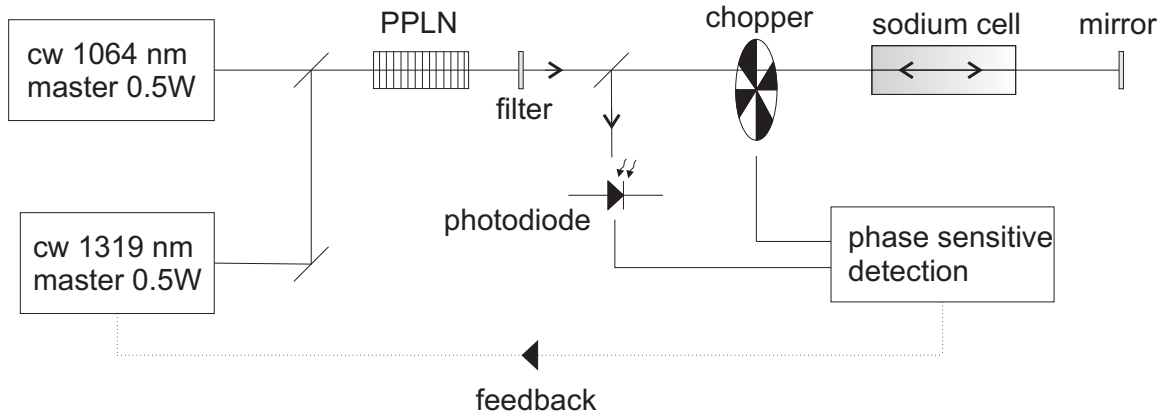 PPLN
chopper
sodium cell
mirror
cw 1064 nm
master 0.5W
filter
photodiode
cw 1319 nm
master 0.5W
phase sensitive
detection
feedback